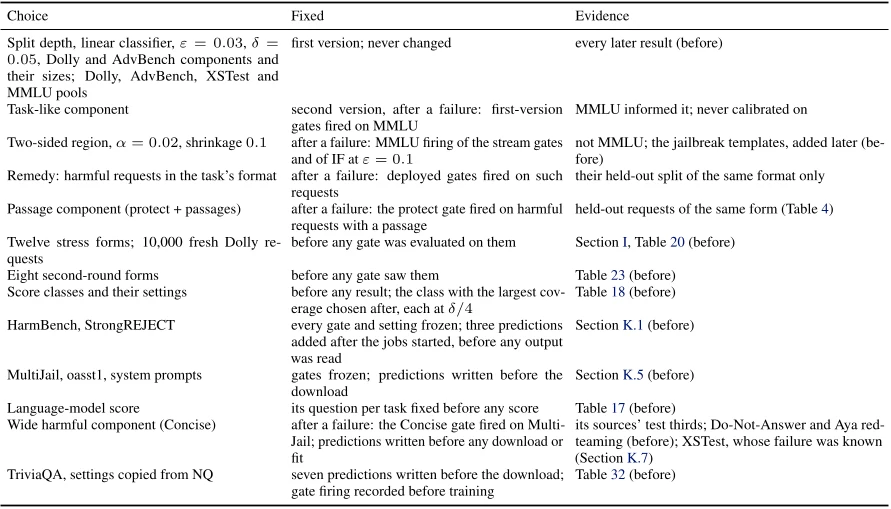 Choice Fixed Evidence
Split depth, linear classifier, ε = 0.03, δ = first version; never changed every later result (before)
0.05, Dolly and AdvBench components and
their sizes; Dolly, AdvBench, XSTest and
MMLU pools
Task-like component second version, after a failure: first-version MMLU informed it; never calibrated on
gates fired on MMLU
Two-sided region, α = 0.02, shrinkage 0.1 after a failure: MMLU firing of the stream gates not MMLU; the jailbreak templates, added later (be-
and of IF at ε = 0.1 fore)
Remedy: harmful requests in the task's format after a failure: deployed gates fired on such their held-out split of the same format only
requests
Passage component (protect + passages) after a failure: the protect gate fired on harmful held-out requests of the same form (Table 4)
requests with a passage
Twelve stress forms; 10,000 fresh Dolly re- before any gate was evaluated on them Section I, Table 20 (before)
quests
Eight second-round forms before any gate saw them Table 23 (before)
Score classes and their settings before any result; the class with the largest cov- Table 18 (before)
erage chosen after, each at δ/4
HarmBench, StrongREJECT every gate and setting frozen; three predictions Section K.1 (before)
added after the jobs started, before any output
was read
MultiJail, oasst1, system prompts gates frozen; predictions written before the Section K.5 (before)
download
Language-model score its question per task fixed before any score Table 17 (before)
Wide harmful component (Concise) after a failure: the Concise gate fired on Multi- its sources' test thirds; Do-Not-Answer and Aya red-
Jail; predictions written before any download or teaming (before); XSTest, whose failure was known
fit (Section K.7)
TriviaQA, settings copied from NQ seven predictions written before the download; Table 32 (before)
gate firing recorded before training